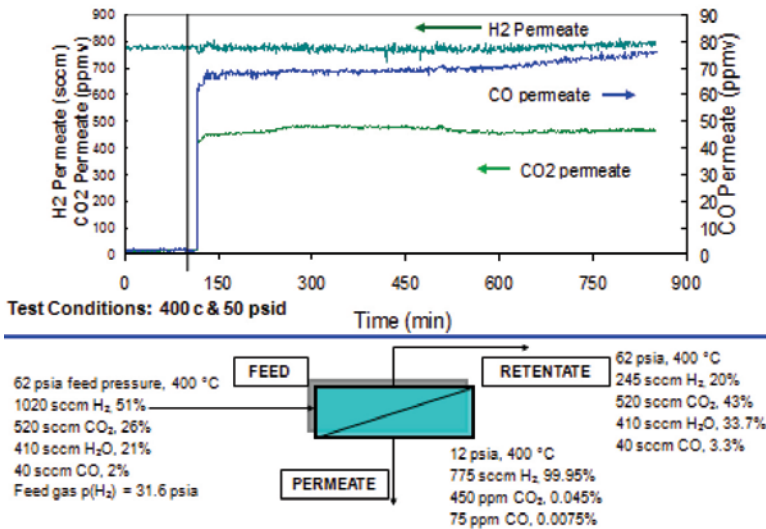 900
800
700
600
500
400
300
200
100
0
H2 Permeate (sccm)
CO2 Permeate (ppmv)
90
80
70
60
50
40
30
20
10
0
CO Permeate (ppmv)
H2 Permeate
CO permeate
CO2 permeate
0 150 300 450 600 750 900
Test Conditions: 400 c & 50 psid
Time (min)
FEED
62 psia feed pressure, 400 °C
1020 sccm H₂, 51%
520 sccm CO₂, 26%
410 sccm H₂O, 21%
40 sccm CO, 2%
Feed gas p(H₂) = 31.6 psia
RETENTATE
62 psia, 400 °C
245 sccm H₂, 20%
520 sccm CO₂, 43%
410 sccm H₂O, 33.7%
40 sccm CO, 3.3%
PERMEATE
12 psia, 400 °C
775 sccm H₂, 99.95%
450 ppm CO₂, 0.045%
75 ppm CO, 0.0075%